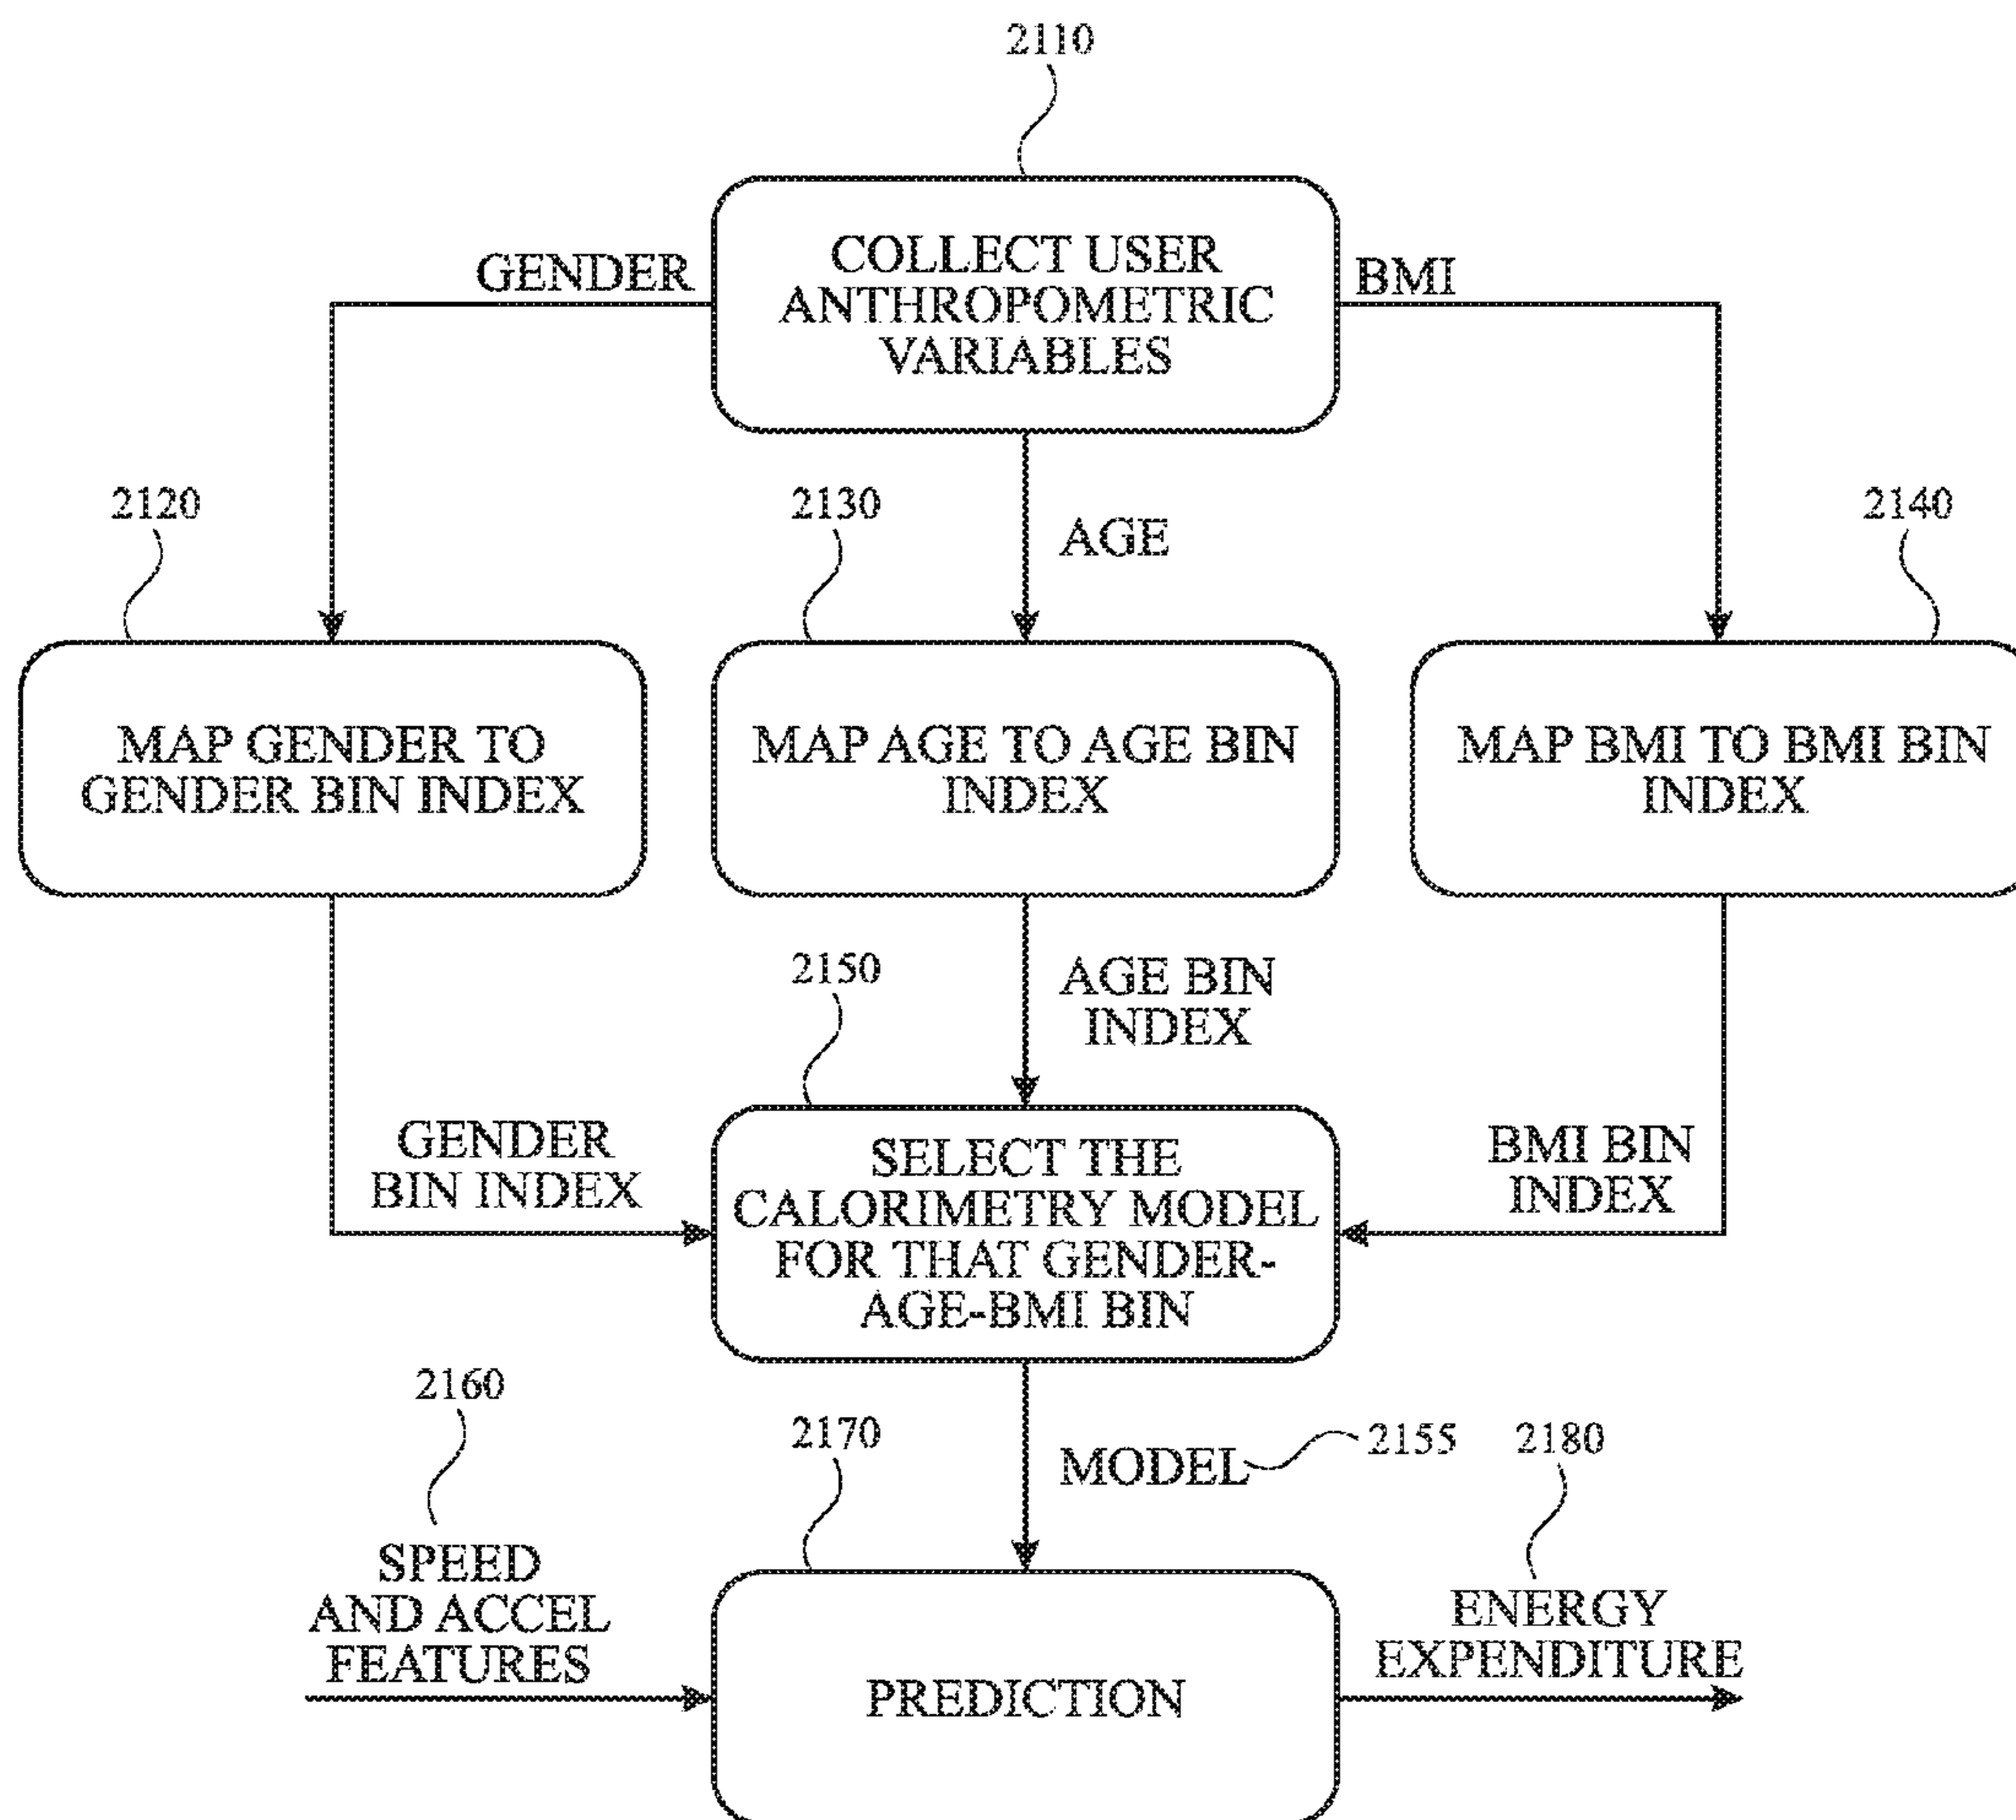 2110
COLLECT USER
ANTHROPOMETRIC
VARIABLES
GENDER
BMI
2120
2130
AGE
2140
MAP GENDER TO
GENDER BIN INDEX
MAP AGE TO AGE BIN
INDEX
MAP BMI TO BMI BIN
INDEX
2150
AGE BIN
INDEX
GENDER
BIN INDEX
SELECT THE
CALORIMETRY MODEL
FOR THAT GENDER-
AGE-BMI BIN
BMI BIN
INDEX
2160
2170
MODEL
2155
2180
SPEED
AND ACCEL
FEATURES
PREDICTION
ENERGY
EXPENDITURE